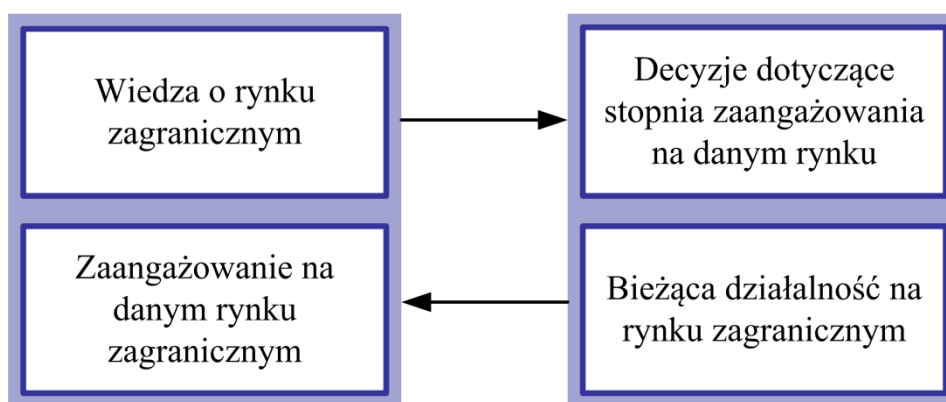 Wiedza o rynku
zagranicznym
Decyzje dotyczące
stopnia zaangażowania
na danym rynku
Zaangażowanie na
danym rynku
zagranicznym
Bieżąca działalność na
rynku zagranicznym